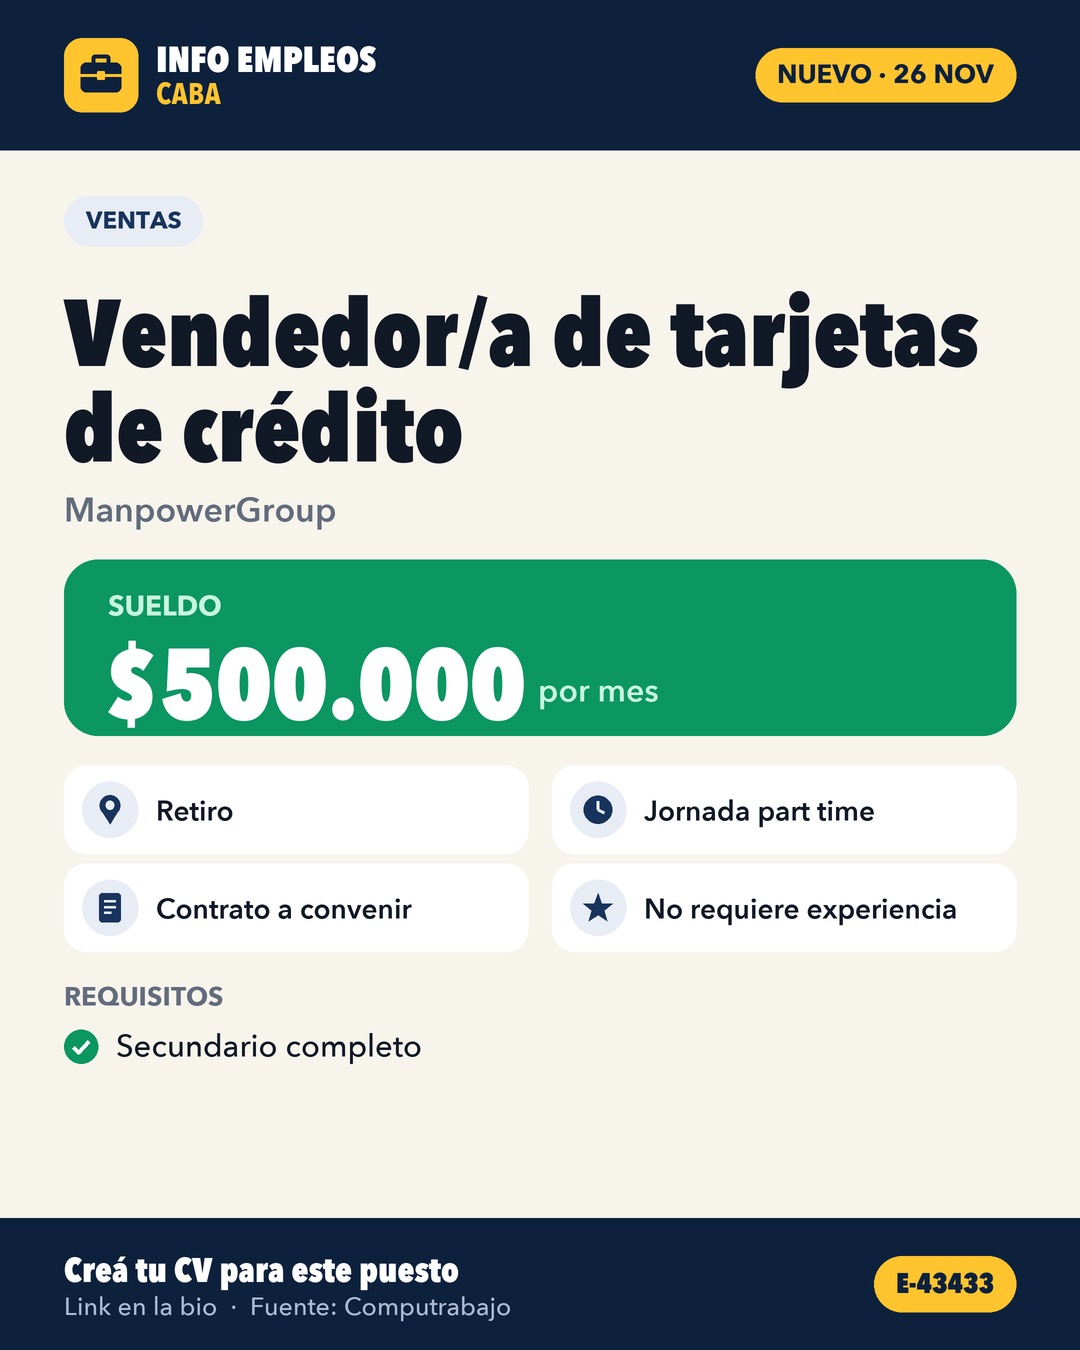 INFO EMPLEOS
CABA
NUEVO · 26 NOV
VENTAS
Vendedor/a de tarjetas
de crédito
ManpowerGroup
SUELDO
$500.000 por mes
Retiro
Jornada part time
Contrato a convenir
No requiere experiencia
REQUISITOS
Secundario completo
Creá tu CV para este puesto
Link en la bio · Fuente: Computrabajo
E-43433